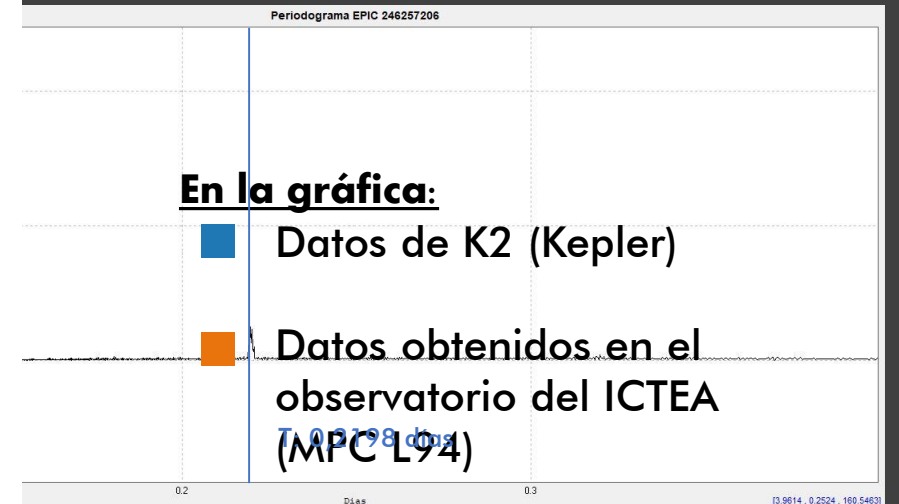 Periodograma EPIC 246257206
En la gráfica:
Datos de K2 (Kepler)
Datos obtenidos en el
observatorio del ICTEA
(MPC L94)
T: 0,2198 días
0.2
0.3
Dias
[3.9614 , 0.2524 , 160.5463]